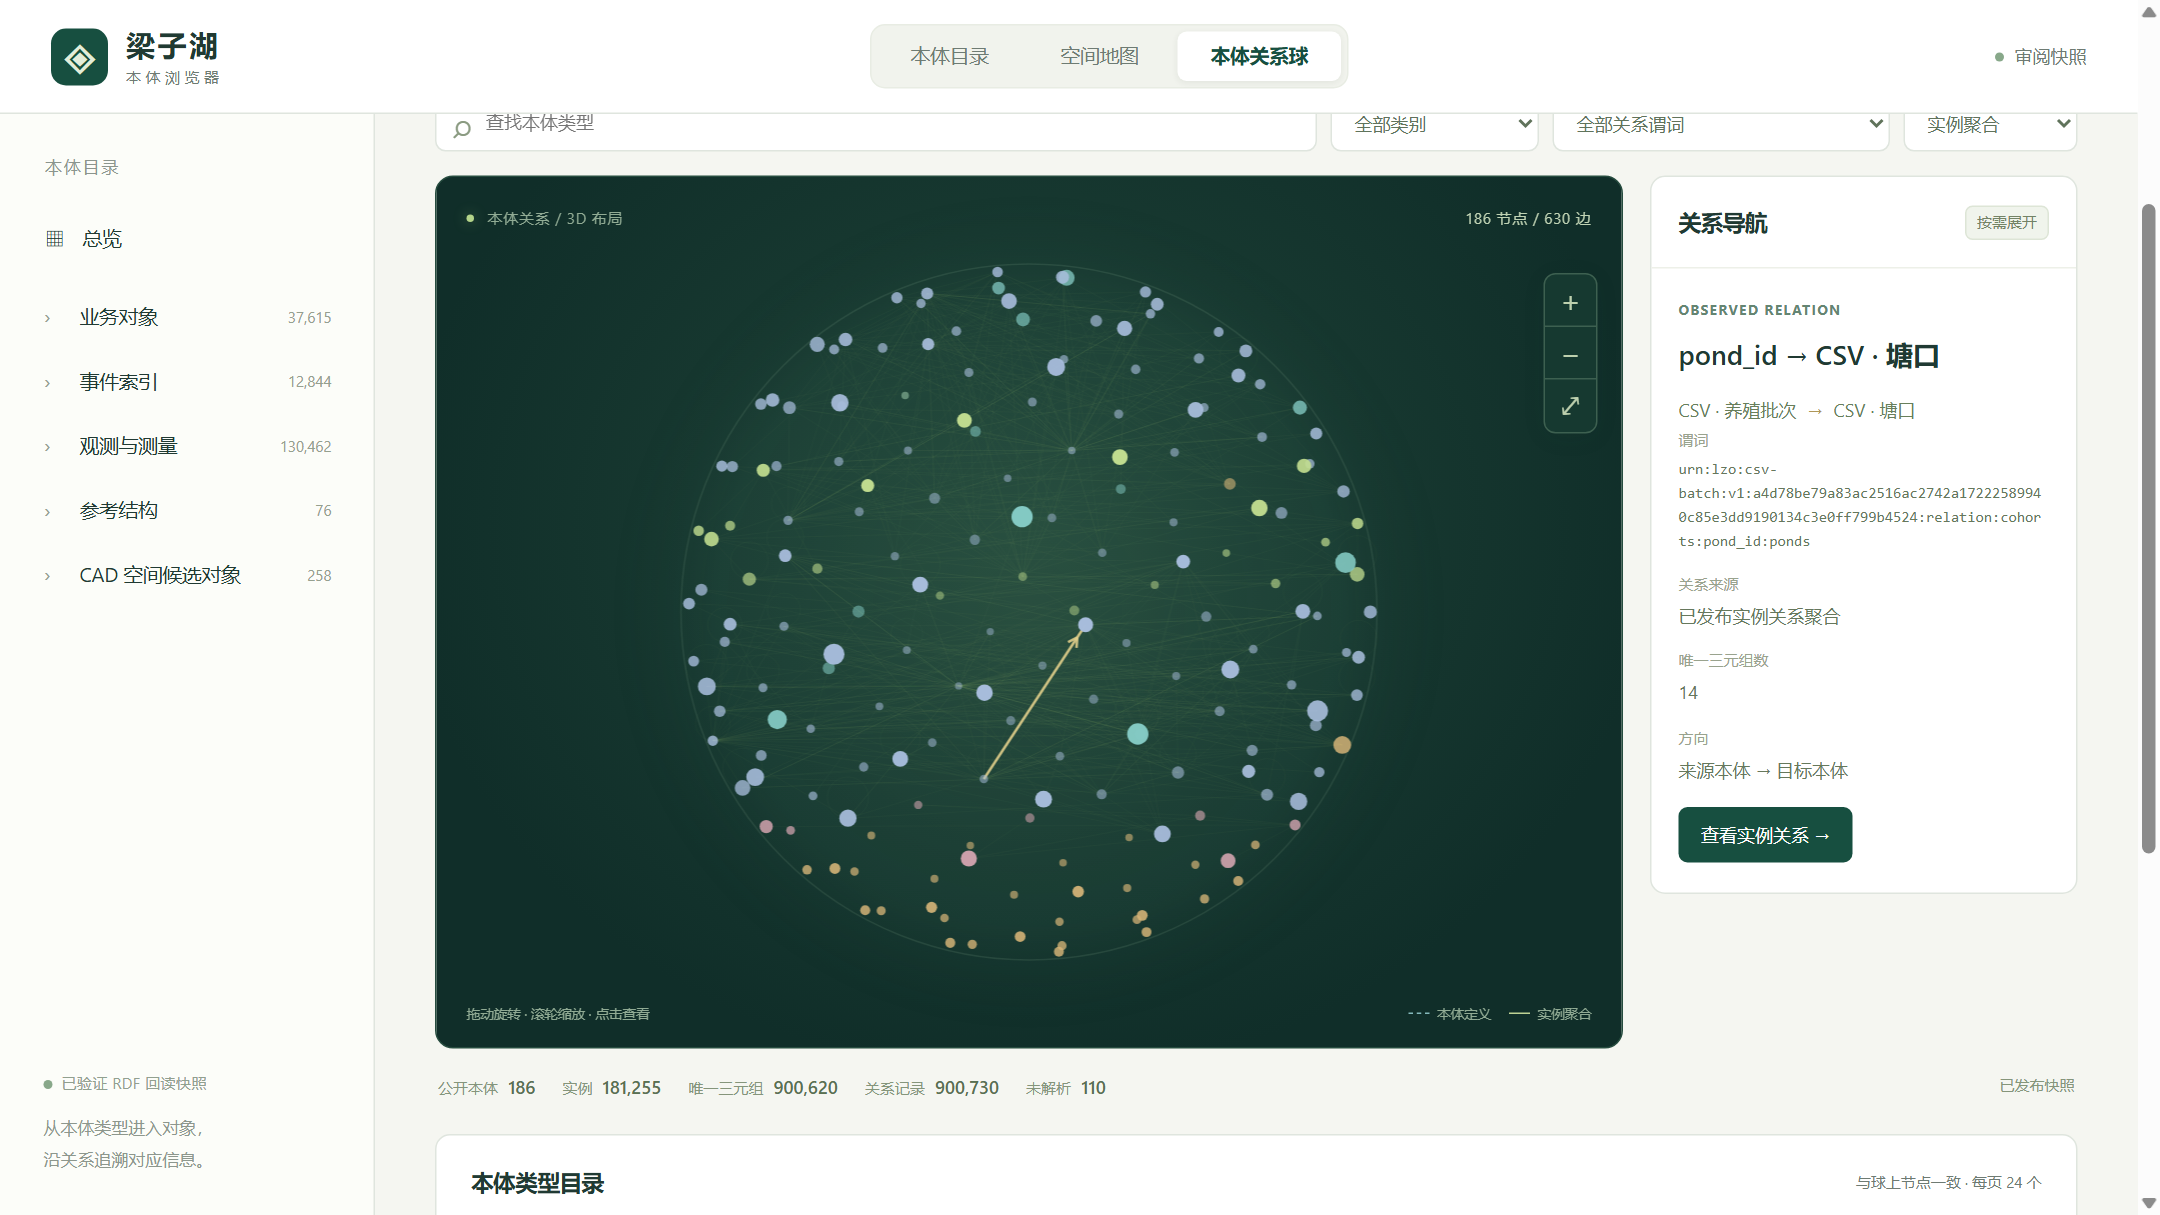 梁子湖
本体浏览器
本体目录
空间地图
本体关系球
审阅快照
查找本体类型
全部类别
全部关系谓词
实例聚合
本体目录
总览
业务对象
37,615
事件索引
12,844
观测与测量
130,462
参考结构
76
CAD 空间候选对象
258
已验证 RDF 回读快照
从本体类型进入对象，
沿关系追溯对应信息。
本体关系 / 3D 布局
186 节点 / 630 边
+
−
拖动旋转 · 滚轮缩放 · 点击查看
本体定义
实例聚合
关系导航
按需展开
OBSERVED RELATION
pond_id → CSV · 塘口
CSV · 养殖批次 → CSV · 塘口
谓词
urn:lzo:csv-
batch:v1:a4d78be79a83ac2516ac2742a1722258994
0c85e3dd9190134c3e0ff799b4524:relation:cohor
ts:pond_id:ponds
关系来源
已发布实例关系聚合
唯一三元组数
14
方向
来源本体 → 目标本体
查看实例关系 →
公开本体 186 实例 181,255 唯一三元组 900,620 关系记录 900,730 未解析 110
已发布快照
本体类型目录
与球上节点一致 · 每页 24 个